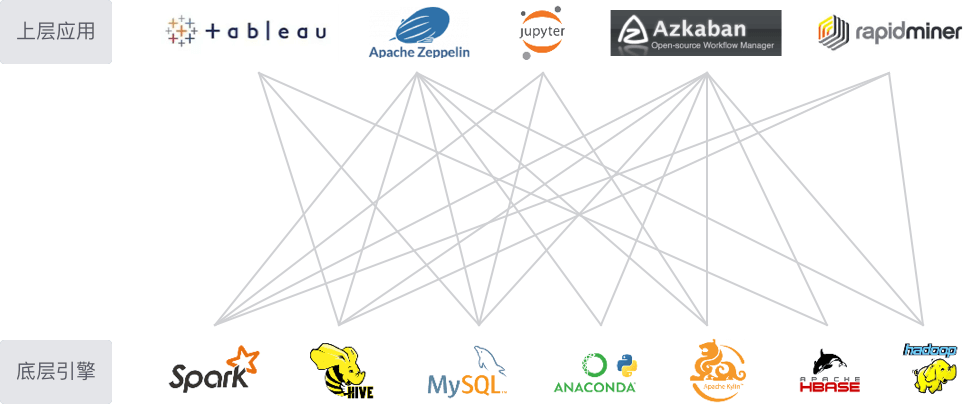 上层应用
tableau
Apache Zeppelin
jupyter
Azkaban
Open-source Workflow Manager
rapidminer
底层引擎
Spark
HIVE
MySQL
ANACONDA
Apache Kylin
APACHE
HBASE
hadoop